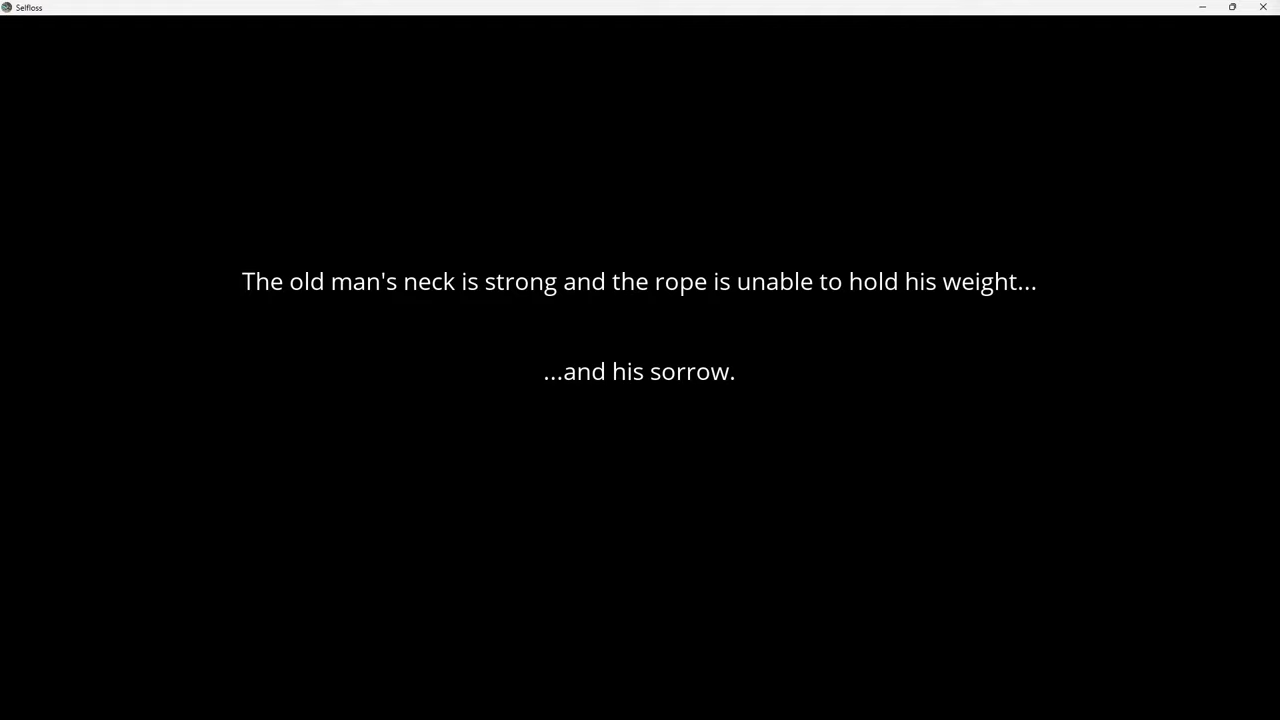 Selfloss
The old man's neck is strong and the rope is unable to hold his weight...
...and his sorrow.